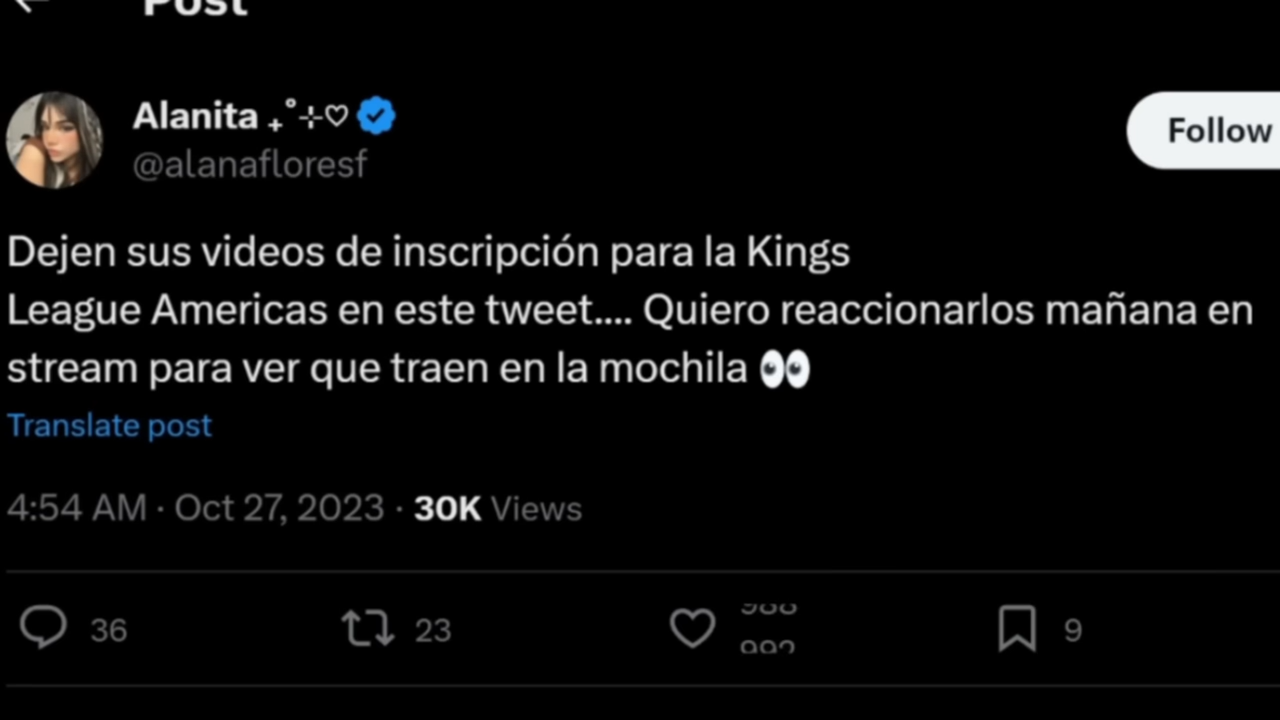 Post
Alanita ₊˚⊹♡
@alanafloresf
Follow
Dejen sus videos de inscripción para la Kings
League Americas en este tweet.... Quiero reaccionarlos mañana en
stream para ver que traen en la mochila 👀
Translate post
4:54 AM · Oct 27, 2023 · 30K Views
36 23 9